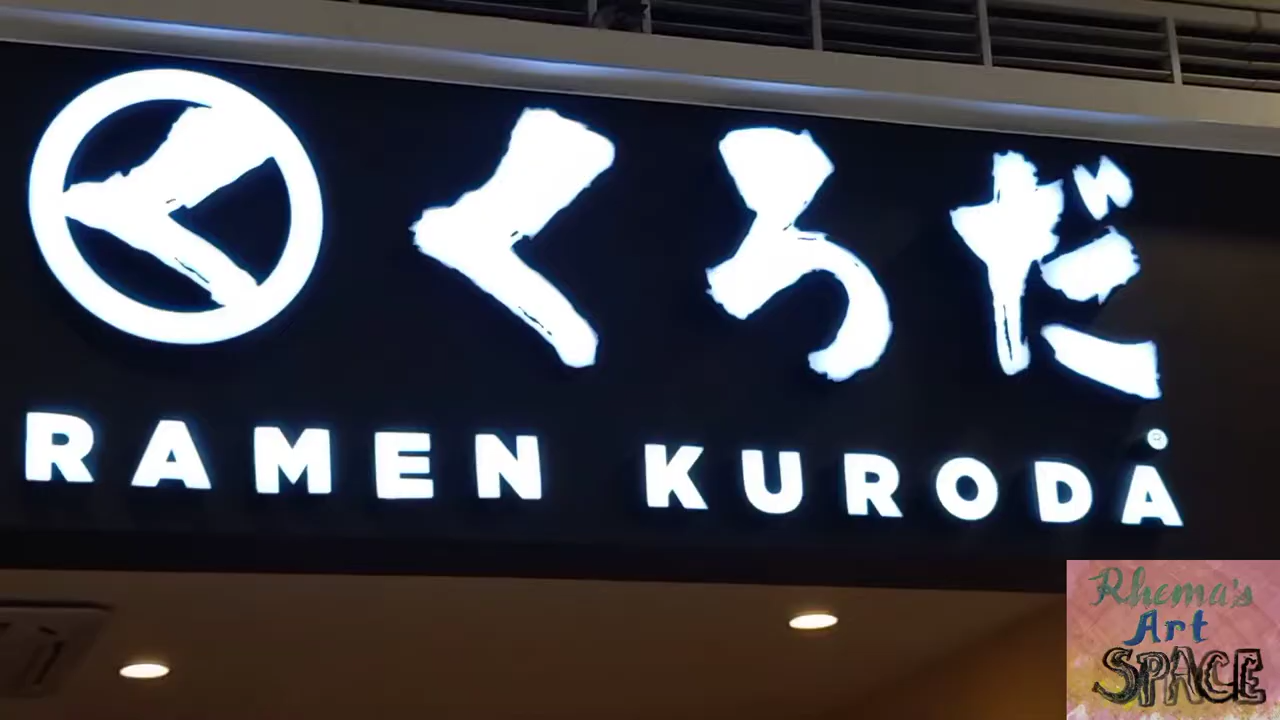 くろだ
RAMEN KURODA®
Rhema's
Art
SPACE